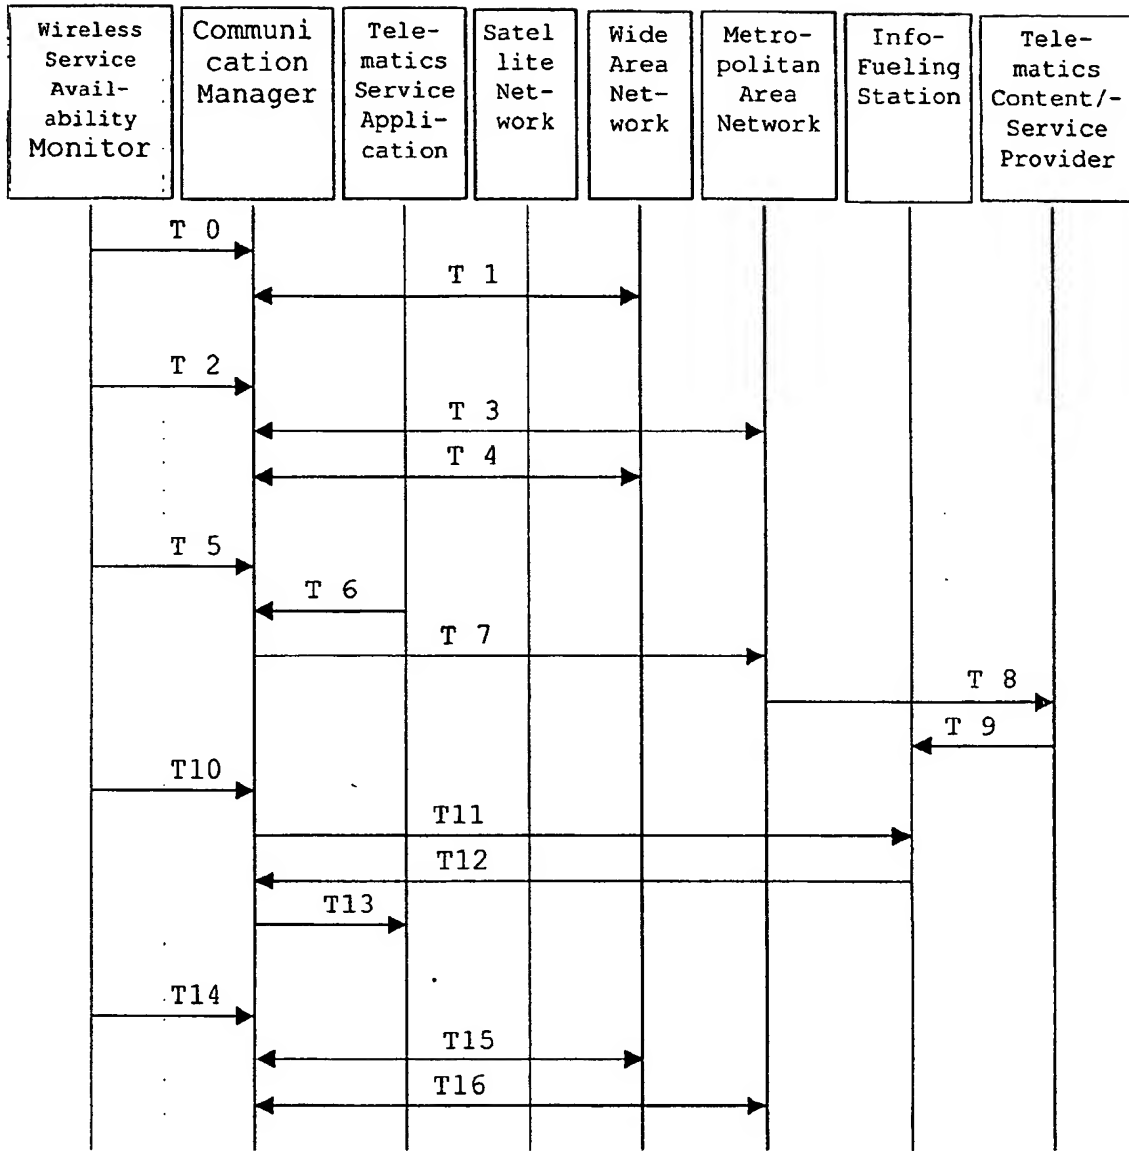 Wireless
Service
Avail-
ability
Monitor
Communi
cation
Manager
Tele-
matics
Service
Appli-
cation
Satel
lite
Net-
work
Wide
Area
Net-
work
Metro-
politan
Area
Network
Info-
Fueling
Station
Tele-
matics
Content/-
Service
Provider
T 0
T 1
T 2
T 3
T 4
T 5
T 6
T 7
T 8
T 9
T10
T11
T12
T13
T14
T15
T16